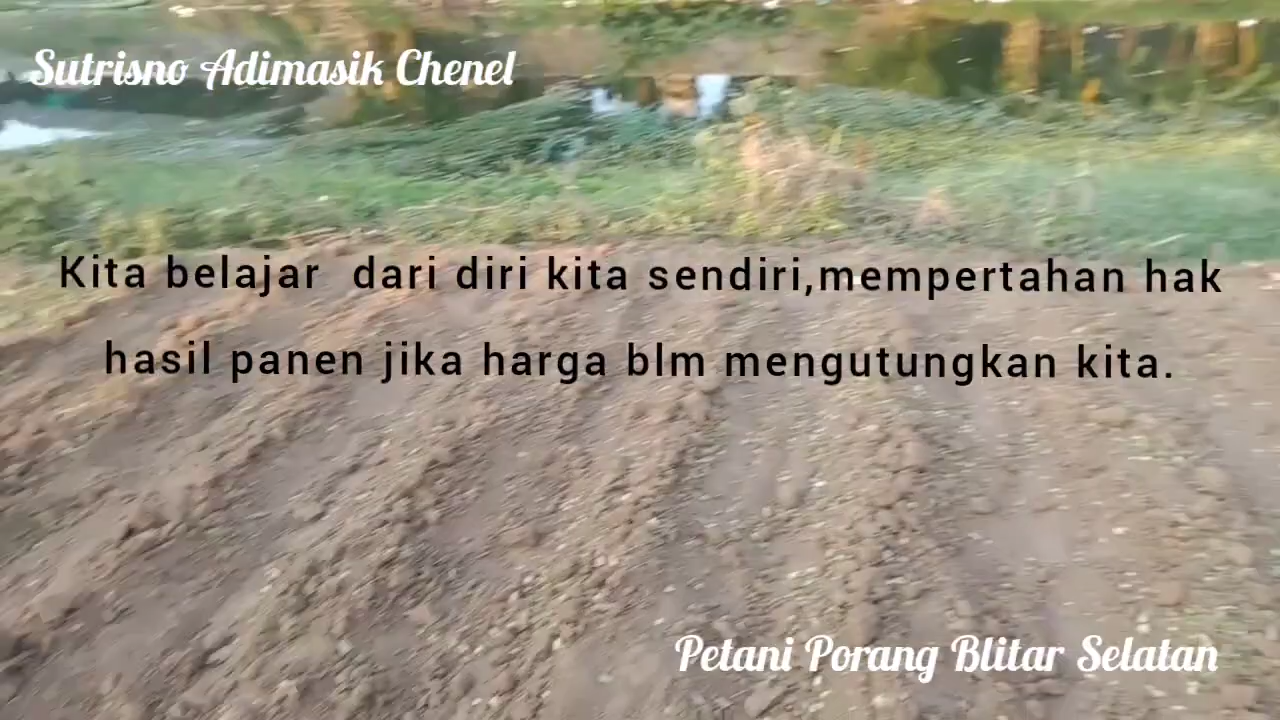 Sutrisno Adimasik Chenel
Kita belajar dari diri kita sendiri,mempertahan hak
hasil panen jika harga blm mengutungkan kita.
Petani Porang Blitar Selatan